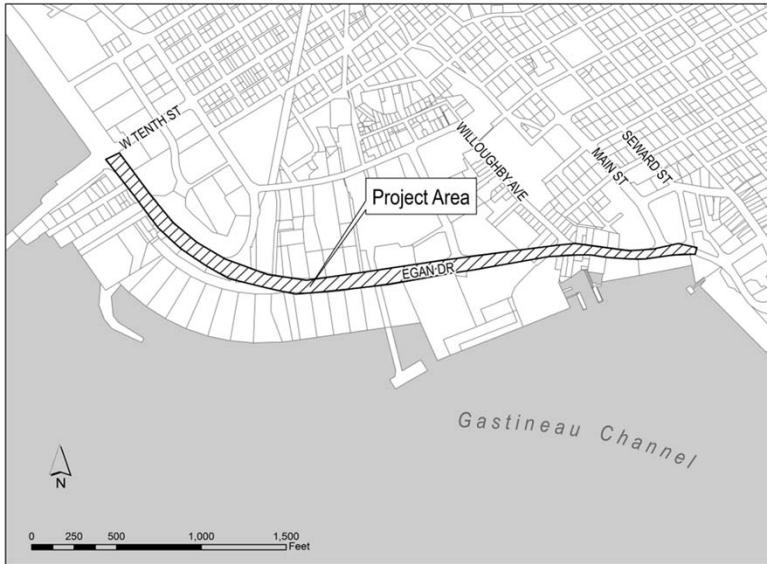 W TENTH ST
WILLOUGHBY AVE
MAIN ST
SEWARD ST
Project Area
EGAN DR
Gastineau Channel
N
0 250 500 1,000 1,500
Feet